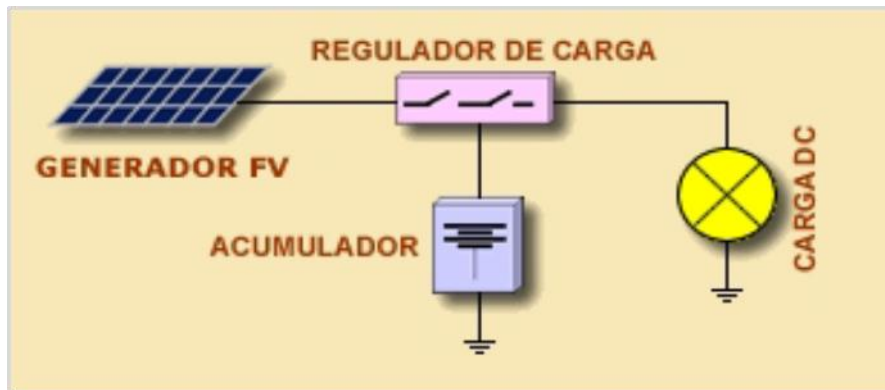 REGULADOR DE CARGA
GENERADOR FV
ACUMULADOR
CARGA DC